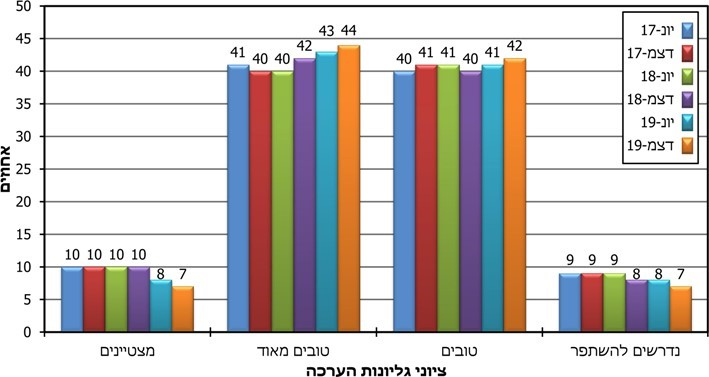 50
45
40
35
30
25
20
15
10
5
0
אחוזים
10 10 10 10 8 7
41 40 40 42 43 44
40 41 41 40 41 42
9 9 9 8 8 7
יונ-17
דצמ-17
יונ-18
דצמ-18
יונ-19
דצמ-19
מצטיינים
טובים מאוד
טובים
נדרשים להשתפר
ציוני גליונות הערכה